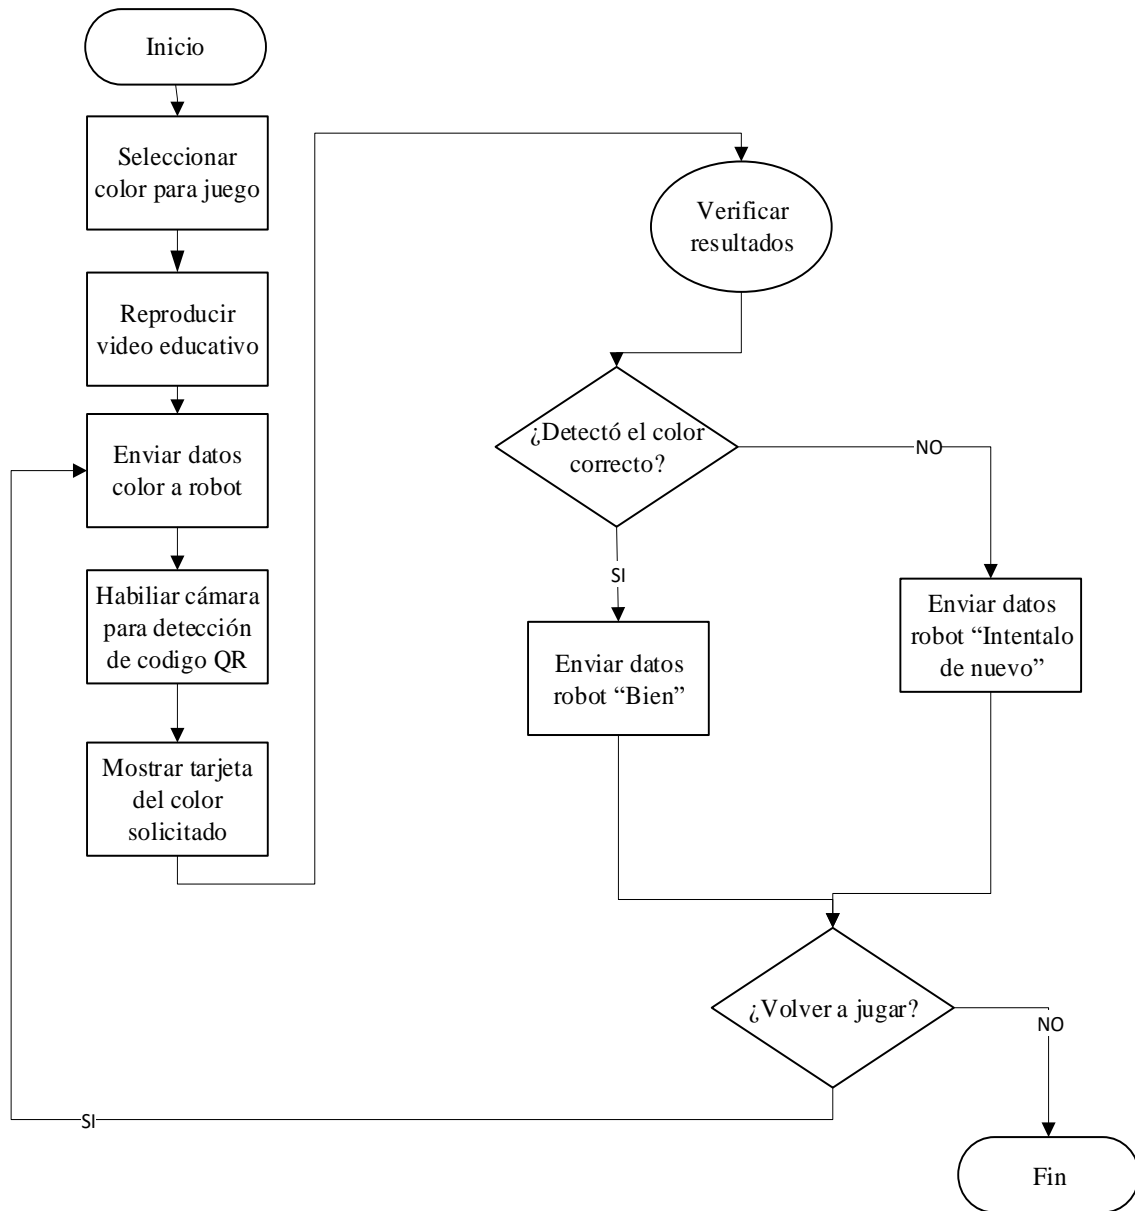 Inicio
Seleccionar
color para juego
Reproducir
video educativo
Enviar datos
color a robot
Habiliar cámara
para detección
de codigo QR
Mostrar tarjeta
del color
solicitado
Verificar
resultados
¿Detectó el color
correcto?
NO
SI
Enviar datos
robot “Bien”
Enviar datos
robot “Intentalo
de nuevo”
¿Volver a jugar?
NO
SI
Fin